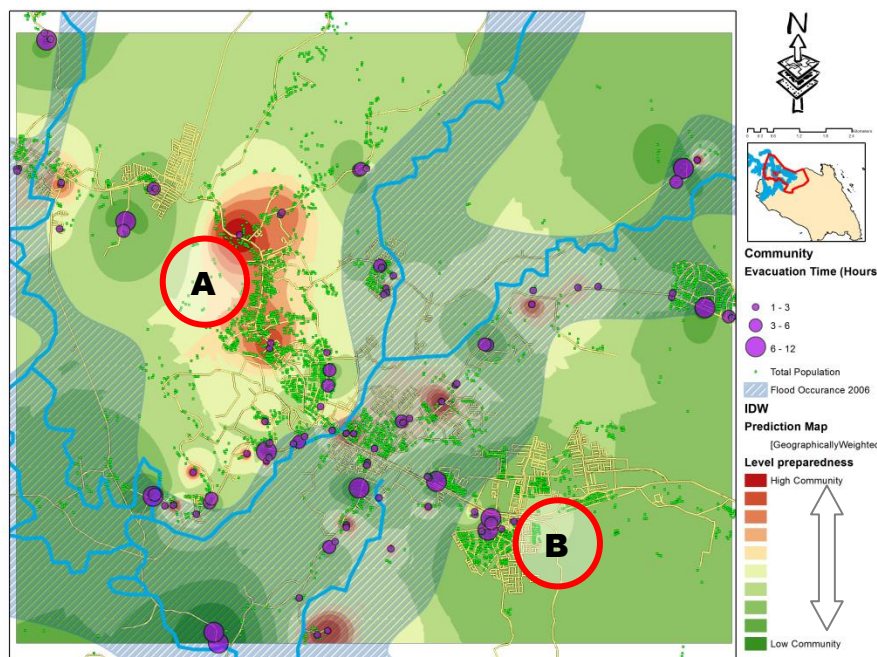 N
Kilometers
A
B
Community
Evacuation Time (Hours
1 - 3
3 - 6
6 - 12
Total Population
Flood Occurance 2006
IDW
Prediction Map
[GeographicallyWeighted
Level preparedness
High Community
Low Community